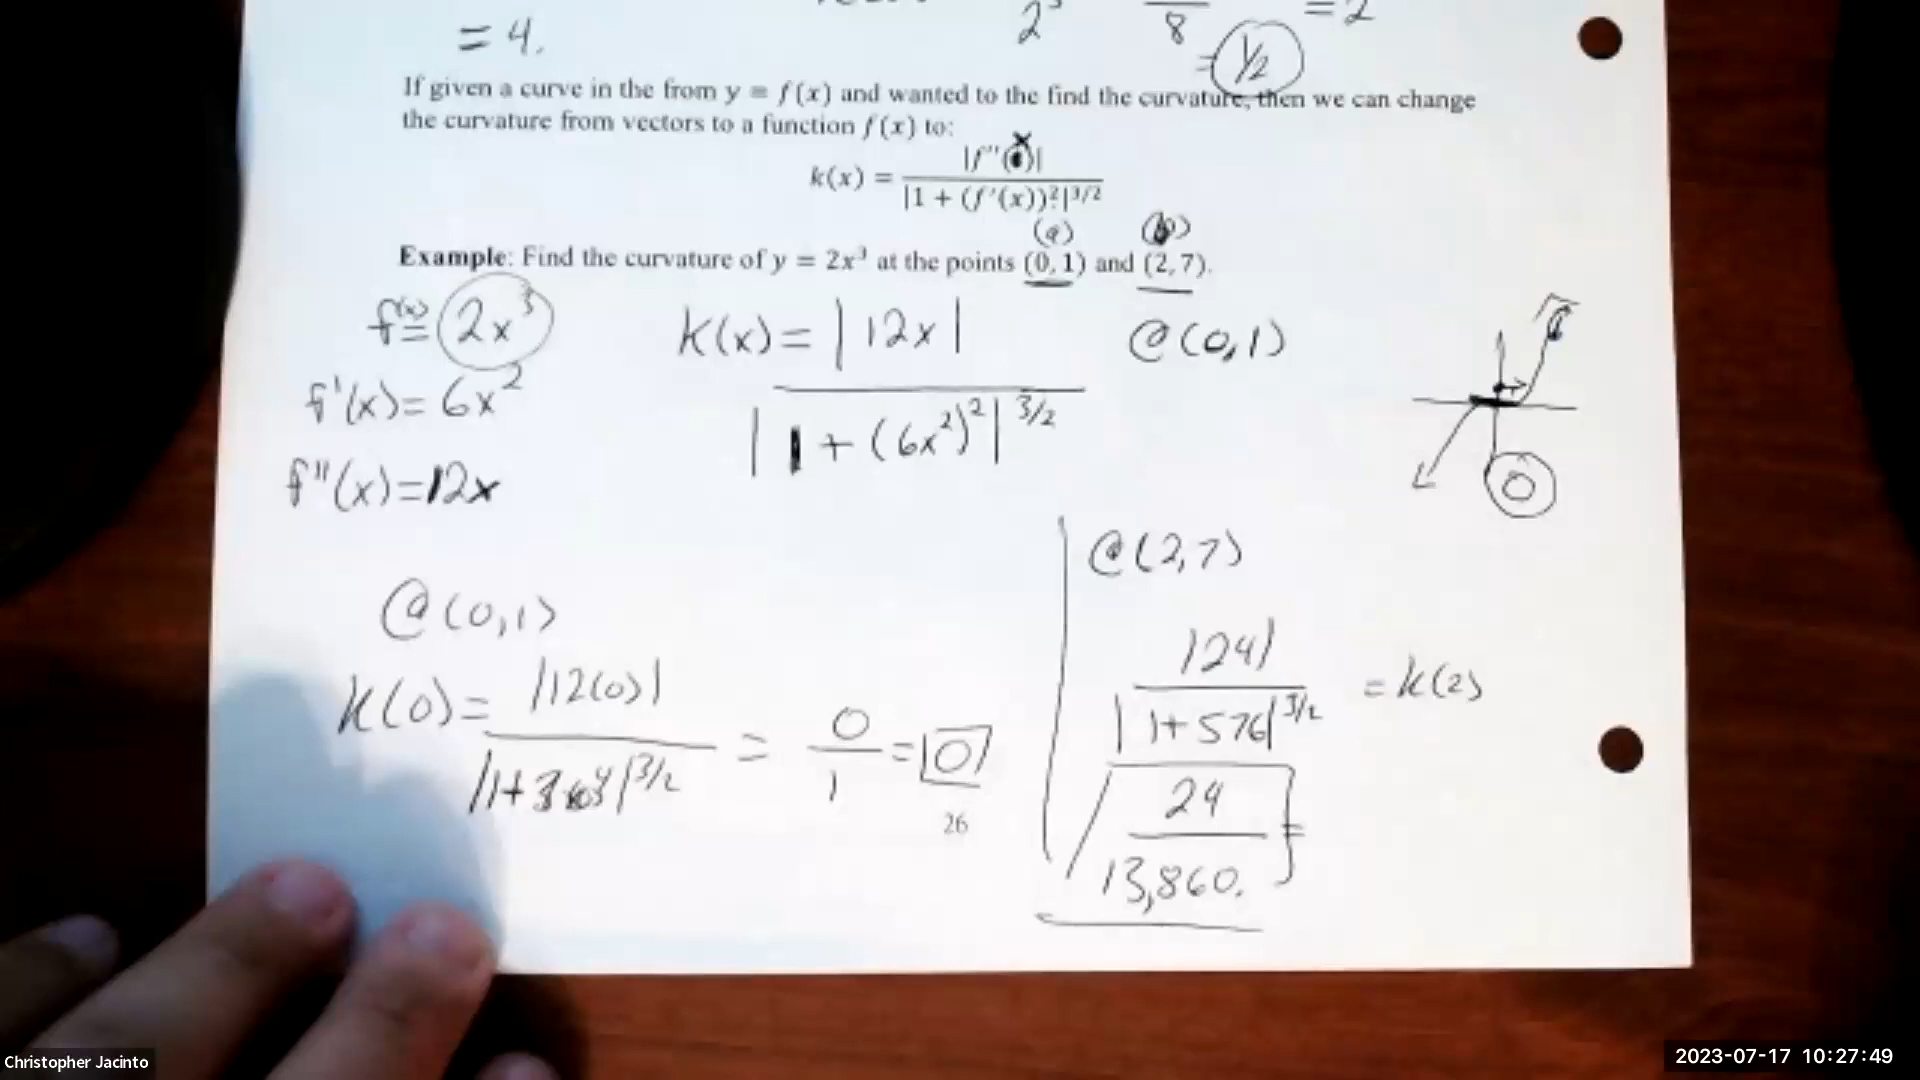 = 4.
2³ / 8 = 2
= 1/2
If given a curve in the from y = f(x) and wanted to the find the curvature, then we can change
the curvature from vectors to a function f(x) to:
k(x) = |f''(x)| / |1 + (f'(x))²|^3/2
(a) (b)
Example: Find the curvature of y = 2x³ at the points (0, 1) and (2, 7).
f(x) = 2x³
k(x) = |12x| / |1 + (6x²)²|^3/2
@(0,1)
f'(x) = 6x²
f''(x) = 12x
0
@(2,7)
@(0,1)
|24| / |1+576|^3/2 = k(2)
k(0) = |12(0)| / |1+ |^3/2 = 0/1 = 0
24 / 13,860. =
26
Christopher Jacinto
2023-07-17 10:27:49